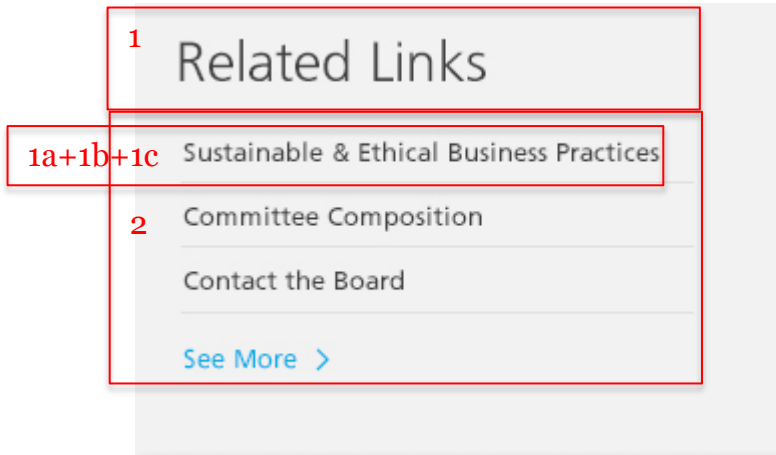 1
Related Links
1a+1b+1c Sustainable & Ethical Business Practices
2 Committee Composition
Contact the Board
See More >